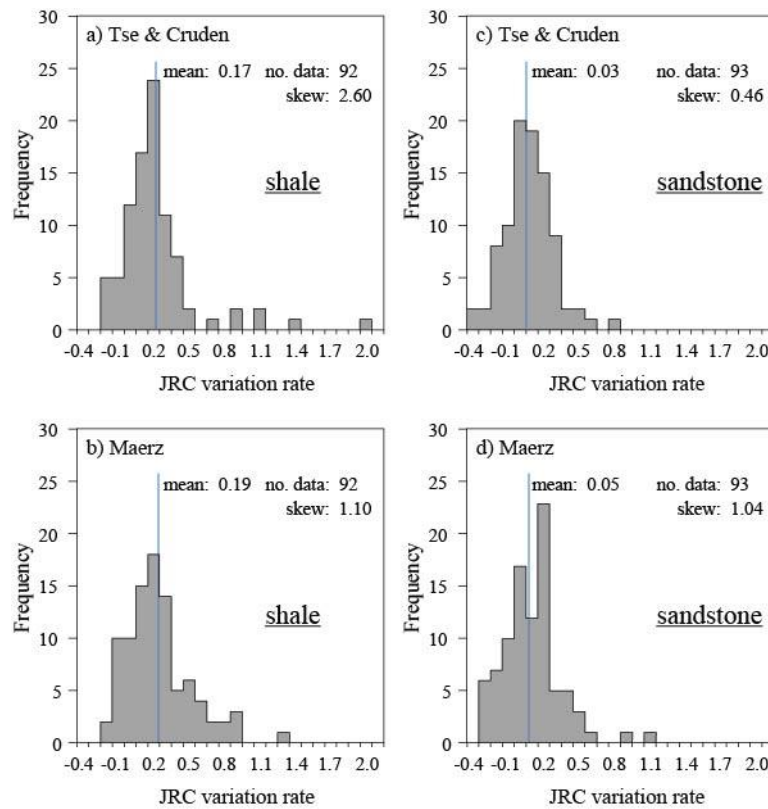 a) Tse & Cruden
mean: 0.17 no. data: 92
skew: 2.60
shale
Frequency
30
25
20
15
10
5
0
-0.4 -0.1 0.2 0.5 0.8 1.1 1.4 2.0
JRC variation rate
c) Tse & Cruden
mean: 0.03 no. data: 93
skew: 0.46
sandstone
Frequency
30
25
20
15
10
5
0
-0.4 -0.1 0.2 0.5 0.8 1.1 1.4 2.0
JRC variation rate
b) Maerz
mean: 0.19 no. data: 92
skew: 1.10
shale
Frequency
30
25
20
15
10
5
0
-0.4 -0.1 0.2 0.5 0.8 1.1 1.4 2.0
JRC variation rate
d) Maerz
mean: 0.05 no. data: 93
skew: 1.04
sandstone
Frequency
30
25
20
15
10
5
0
-0.4 -0.1 0.2 0.5 0.8 1.1 1.4 2.0
JRC variation rate